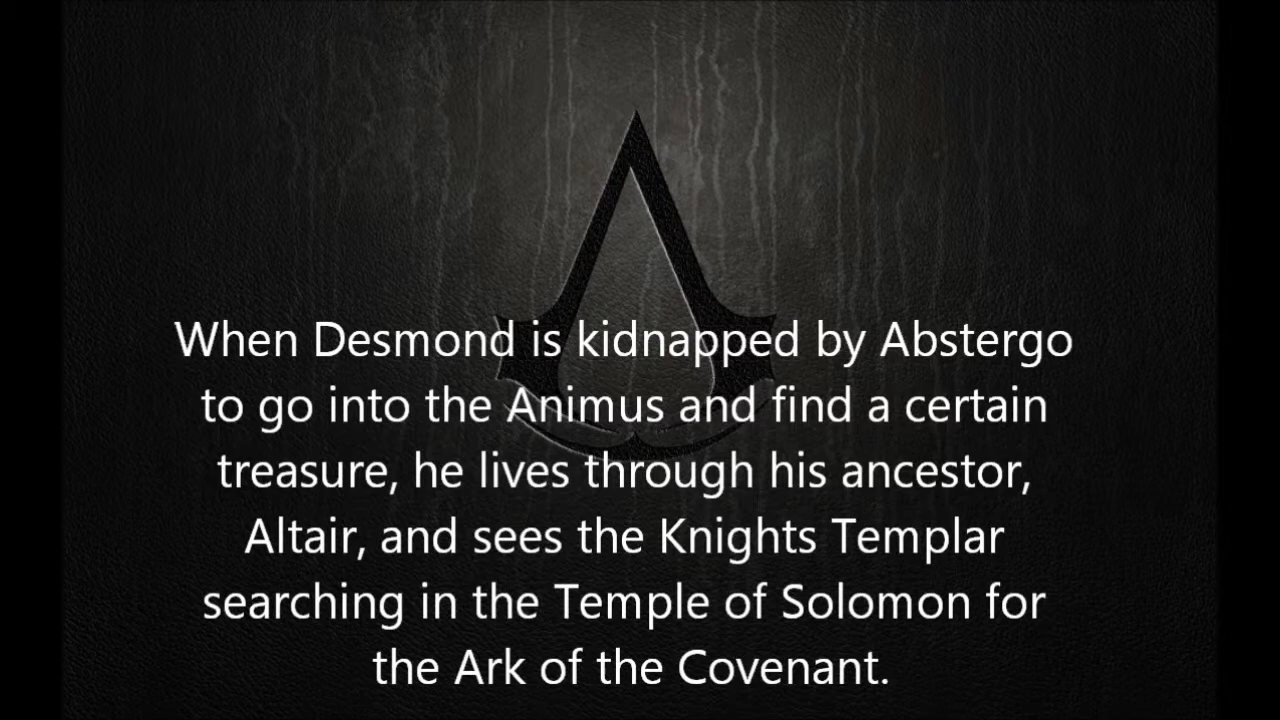 When Desmond is kidnapped by Abstergo
to go into the Animus and find a certain
treasure, he lives through his ancestor,
Altair, and sees the Knights Templar
searching in the Temple of Solomon for
the Ark of the Covenant.